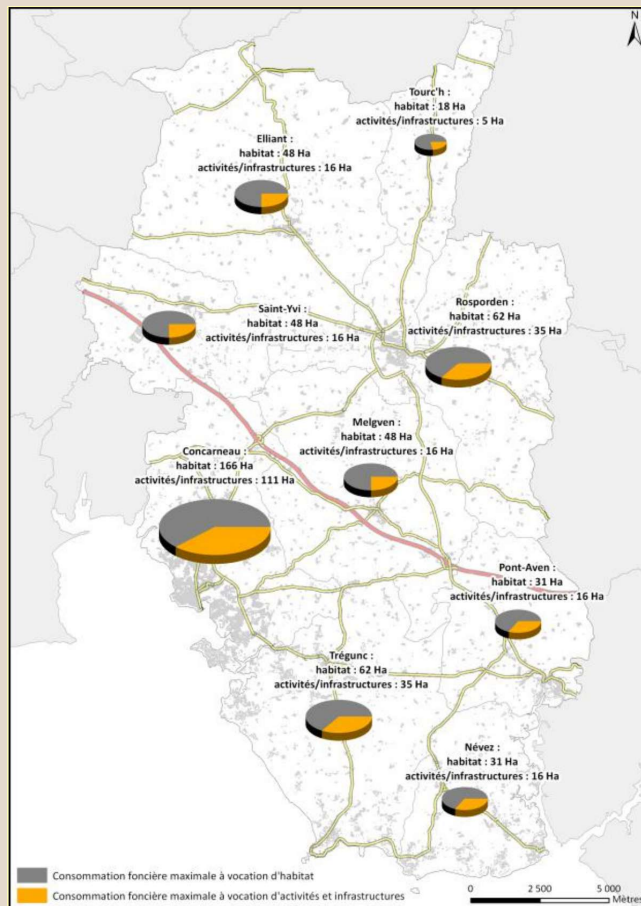 N
Tourc'h :
habitat : 18 Ha
activités/infrastructures : 5 Ha
Elliant :
habitat : 48 Ha
activités/infrastructures : 16 Ha
Saint-Yvi :
habitat : 48 Ha
activités/infrastructures : 16 Ha
Rosporden :
habitat : 62 Ha
activités/infrastructures : 35 Ha
Melgven :
habitat : 48 Ha
activités/infrastructures : 16 Ha
Concarneau :
habitat : 166 Ha
activités/infrastructures : 111 Ha
Pont-Aven :
habitat : 31 Ha
activités/infrastructures : 16 Ha
Trégunc :
habitat : 62 Ha
activités/infrastructures : 35 Ha
Névez :
habitat : 31 Ha
activités/infrastructures : 16 Ha
Consommation foncière maximale à vocation d'habitat
Consommation foncière maximale à vocation d'activités et infrastructures
0 2 500 5 000
Mètres